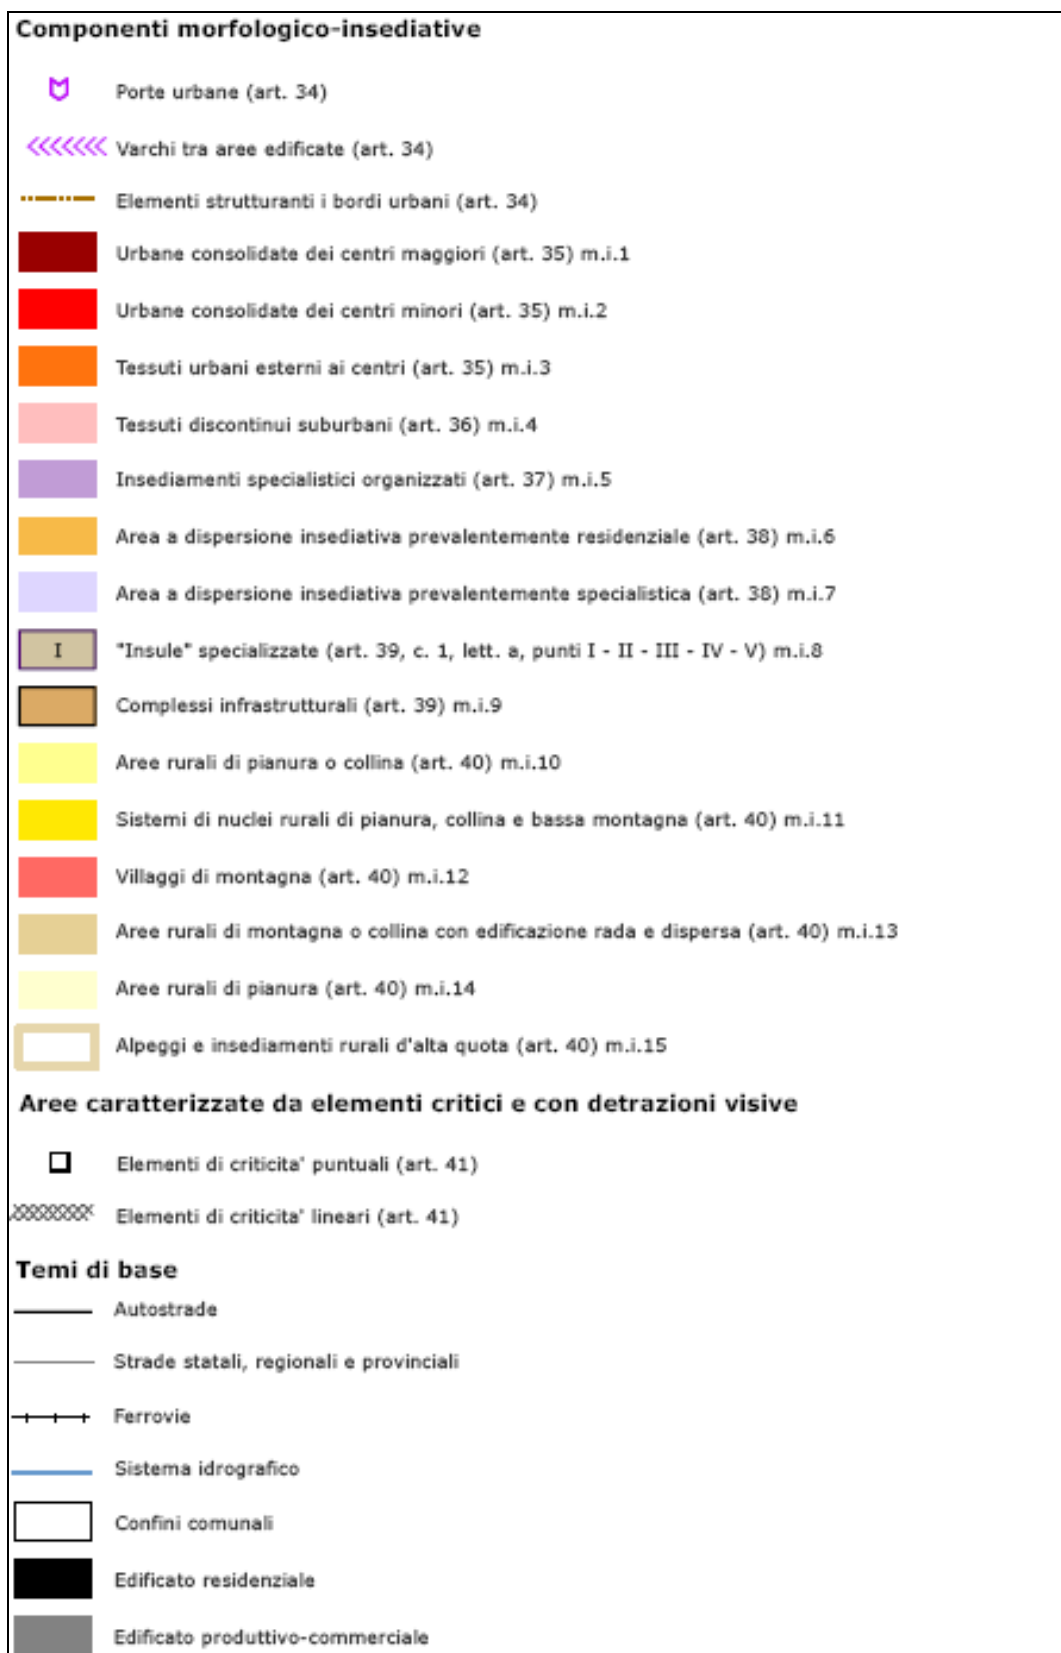 Componenti morfologico-insediative
Porte urbane (art. 34)
Varchi tra aree edificate (art. 34)
Elementi strutturanti i bordi urbani (art. 34)
Urbane consolidate dei centri maggiori (art. 35) m.i.1
Urbane consolidate dei centri minori (art. 35) m.i.2
Tessuti urbani esterni ai centri (art. 35) m.i.3
Tessuti discontinui suburbani (art. 36) m.i.4
Insediamenti specialistici organizzati (art. 37) m.i.5
Area a dispersione insediativa prevalentemente residenziale (art. 38) m.i.6
Area a dispersione insediativa prevalentemente specialistica (art. 38) m.i.7
I "Insule" specializzate (art. 39, c. 1, lett. a, punti I - II - III - IV - V) m.i.8
Complessi infrastrutturali (art. 39) m.i.9
Aree rurali di pianura o collina (art. 40) m.i.10
Sistemi di nuclei rurali di pianura, collina e bassa montagna (art. 40) m.i.11
Villaggi di montagna (art. 40) m.i.12
Aree rurali di montagna o collina con edificazione rada e dispersa (art. 40) m.i.13
Aree rurali di pianura (art. 40) m.i.14
Alpeggi e insediamenti rurali d'alta quota (art. 40) m.i.15
Aree caratterizzate da elementi critici e con detrazioni visive
Elementi di criticita' puntuali (art. 41)
Elementi di criticita' lineari (art. 41)
Temi di base
Autostrade
Strade statali, regionali e provinciali
Ferrovie
Sistema idrografico
Confini comunali
Edificato residenziale
Edificato produttivo-commerciale